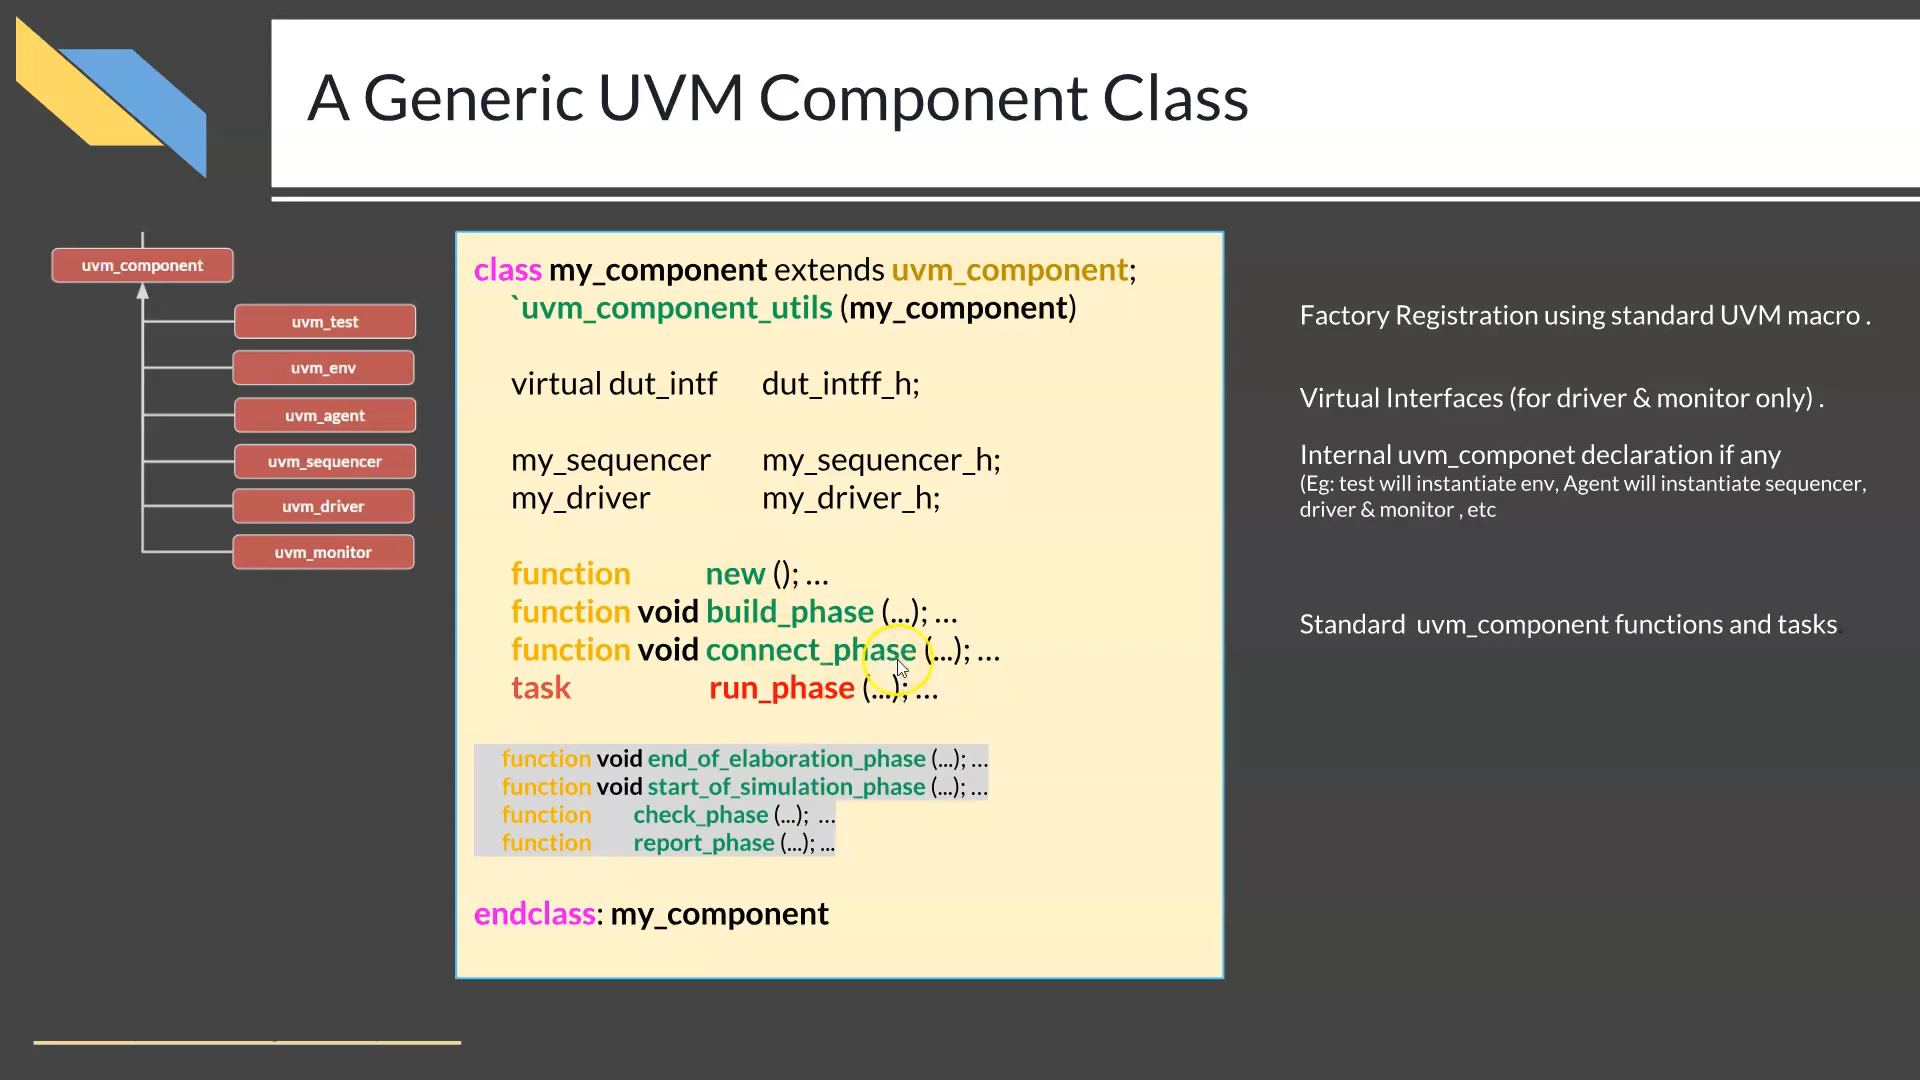 A Generic UVM Component Class
uvm_component
uvm_test
uvm_env
uvm_agent
uvm_sequencer
uvm_driver
uvm_monitor
class my_component extends uvm_component;
`uvm_component_utils (my_component)
virtual dut_intf dut_intff_h;
my_sequencer my_sequencer_h;
my_driver my_driver_h;
function new (); ...
function void build_phase (...); ...
function void connect_phase (...); ...
task run_phase (...); ...
function void end_of_elaboration_phase (...); ...
function void start_of_simulation_phase (...); ...
function check_phase (...); ...
function report_phase (...); ...
endclass: my_component
Factory Registration using standard UVM macro .
Virtual Interfaces (for driver & monitor only) .
Internal uvm_componet declaration if any
(Eg: test will instantiate env, Agent will instantiate sequencer,
driver & monitor , etc
Standard uvm_component functions and tasks.